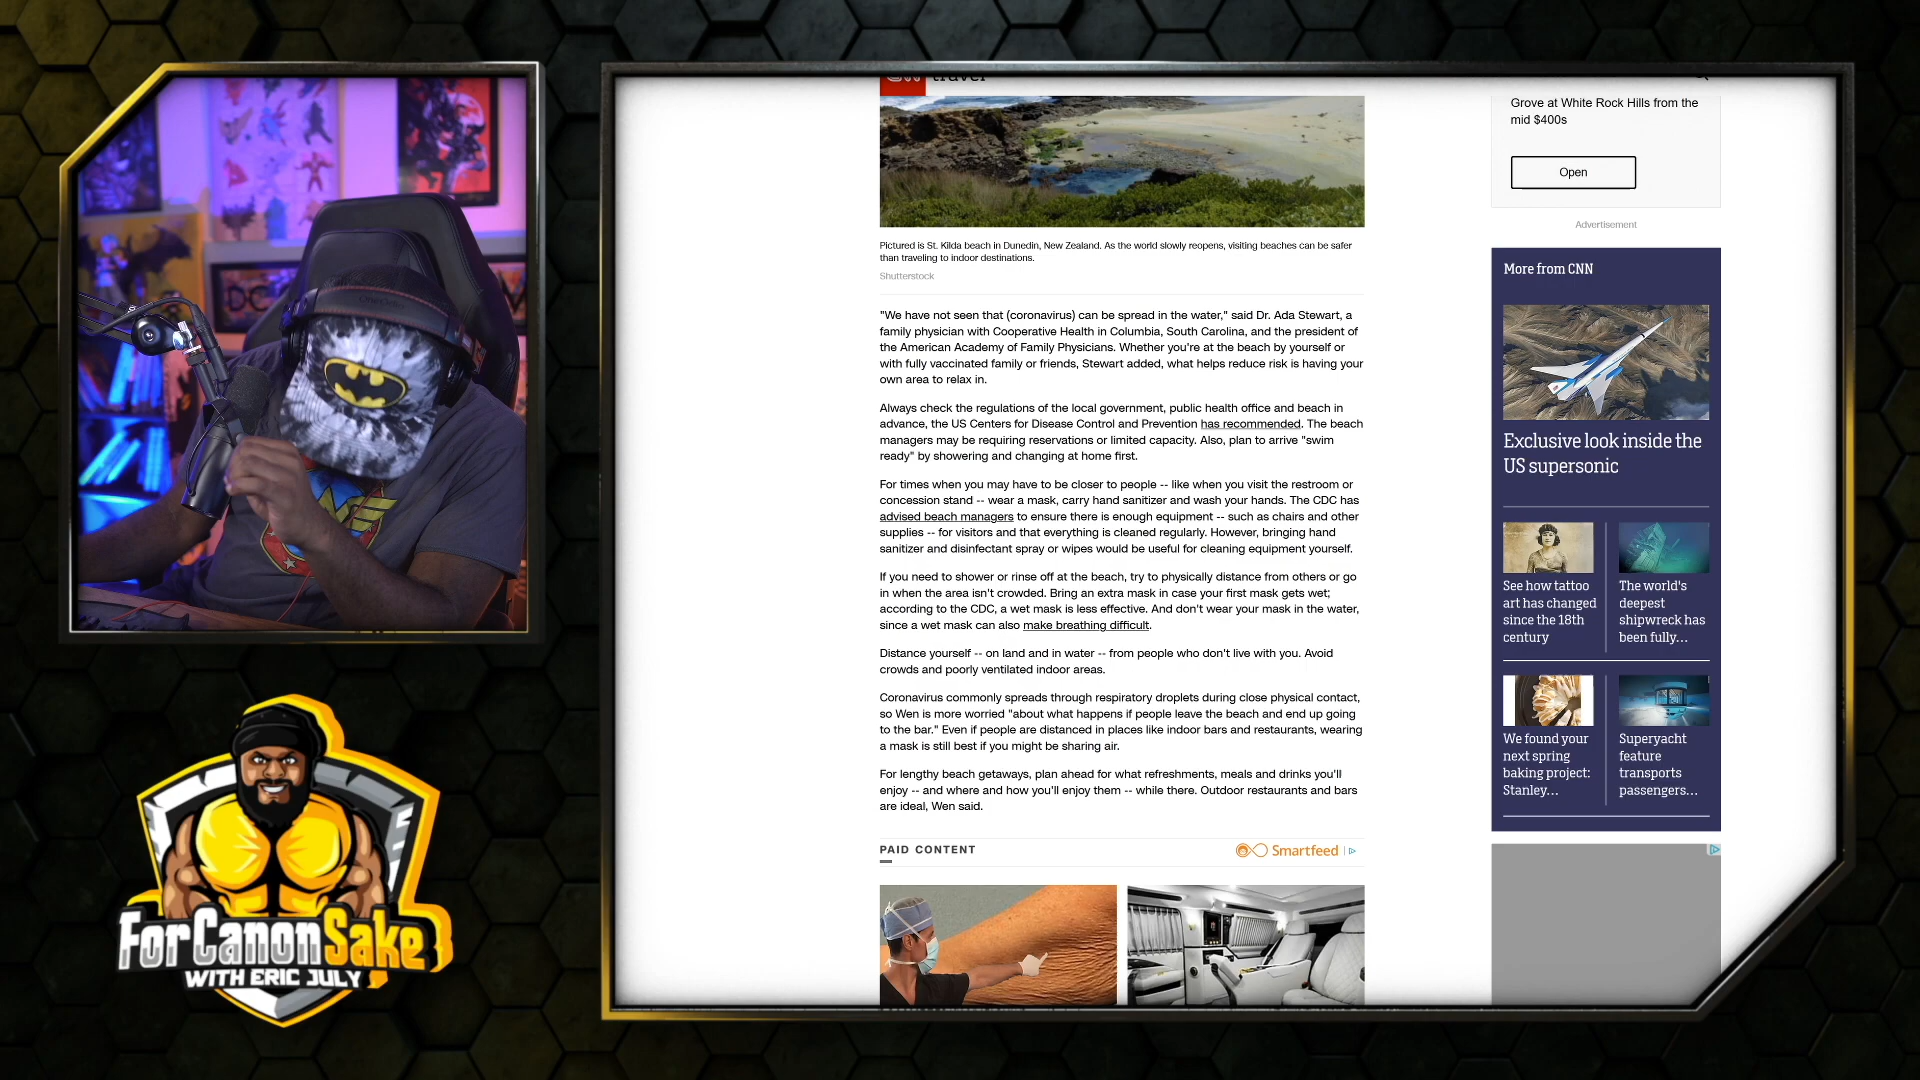 travel
Grove at White Rock Hills from the
mid $400s
Open
Advertisement
Pictured is St. Kilda beach in Dunedin, New Zealand. As the world slowly reopens, visiting beaches can be safer
than traveling to indoor destinations.
Shutterstock
"We have not seen that (coronavirus) can be spread in the water," said Dr. Ada Stewart, a
family physician with Cooperative Health in Columbia, South Carolina, and the president of
the American Academy of Family Physicians. Whether you're at the beach by yourself or
with fully vaccinated family or friends, Stewart added, what helps reduce risk is having your
own area to relax in.
Always check the regulations of the local government, public health office and beach in
advance, the US Centers for Disease Control and Prevention has recommended. The beach
managers may be requiring reservations or limited capacity. Also, plan to arrive "swim
ready" by showering and changing at home first.
For times when you may have to be closer to people -- like when you visit the restroom or
concession stand -- wear a mask, carry hand sanitizer and wash your hands. The CDC has
advised beach managers to ensure there is enough equipment -- such as chairs and other
supplies -- for visitors and that everything is cleaned regularly. However, bringing hand
sanitizer and disinfectant spray or wipes would be useful for cleaning equipment yourself.
If you need to shower or rinse off at the beach, try to physically distance from others or go
in when the area isn't crowded. Bring an extra mask in case your first mask gets wet;
according to the CDC, a wet mask is less effective. And don't wear your mask in the water,
since a wet mask can also make breathing difficult.
Distance yourself -- on land and in water -- from people who don't live with you. Avoid
crowds and poorly ventilated indoor areas.
Coronavirus commonly spreads through respiratory droplets during close physical contact,
so Wen is more worried "about what happens if people leave the beach and end up going
to the bar." Even if people are distanced in places like indoor bars and restaurants, wearing
a mask is still best if you might be sharing air.
For lengthy beach getaways, plan ahead for what refreshments, meals and drinks you'll
enjoy -- and where and how you'll enjoy them -- while there. Outdoor restaurants and bars
are ideal, Wen said.
PAID CONTENT
Smartfeed
More from CNN
Exclusive look inside the
US supersonic
See how tattoo
art has changed
since the 18th
century
The world's
deepest
shipwreck has
been fully...
We found your
next spring
baking project:
Stanley...
Superyacht
feature
transports
passengers...
DC
ForCanonSake
WITH ERIC JULY